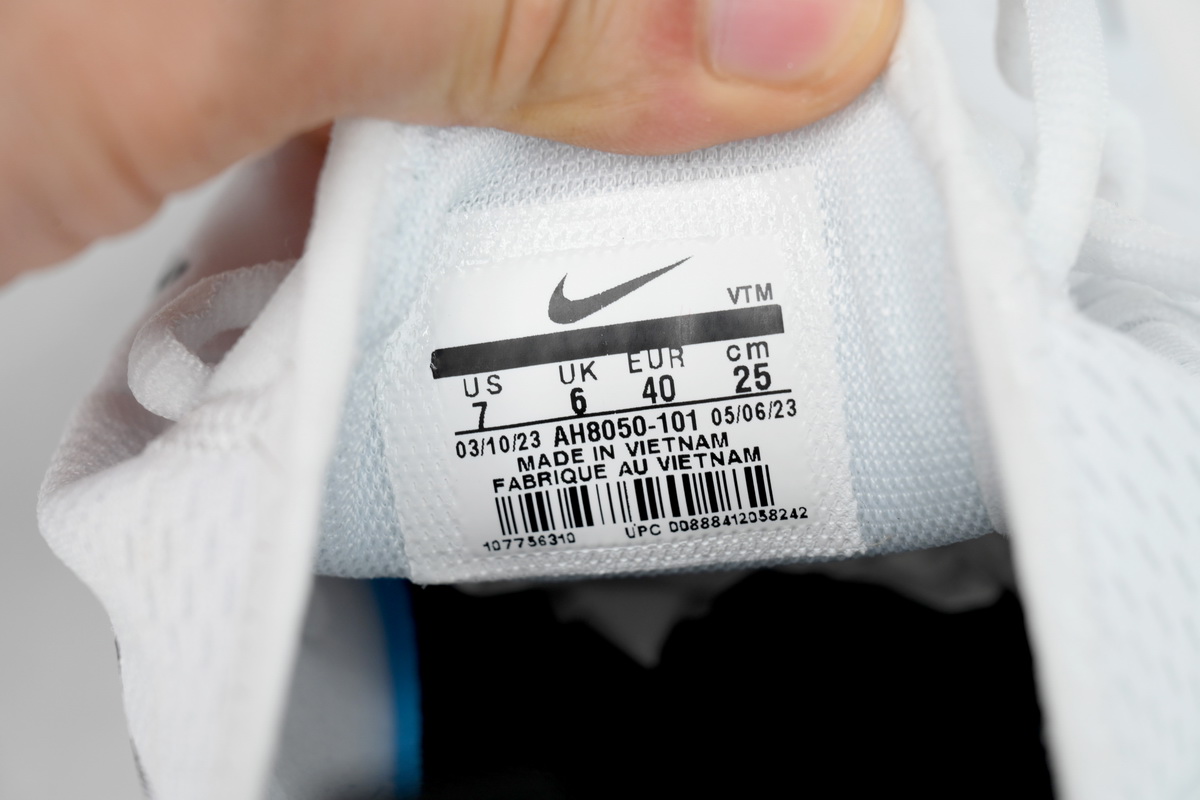 VTM
US UK EUR cm
7 6 40 25
03/10/23 AH8050-101 05/06/23
MADE IN VIETNAM
FABRIQUE AU VIETNAM
107756310 UPC 00888412058242